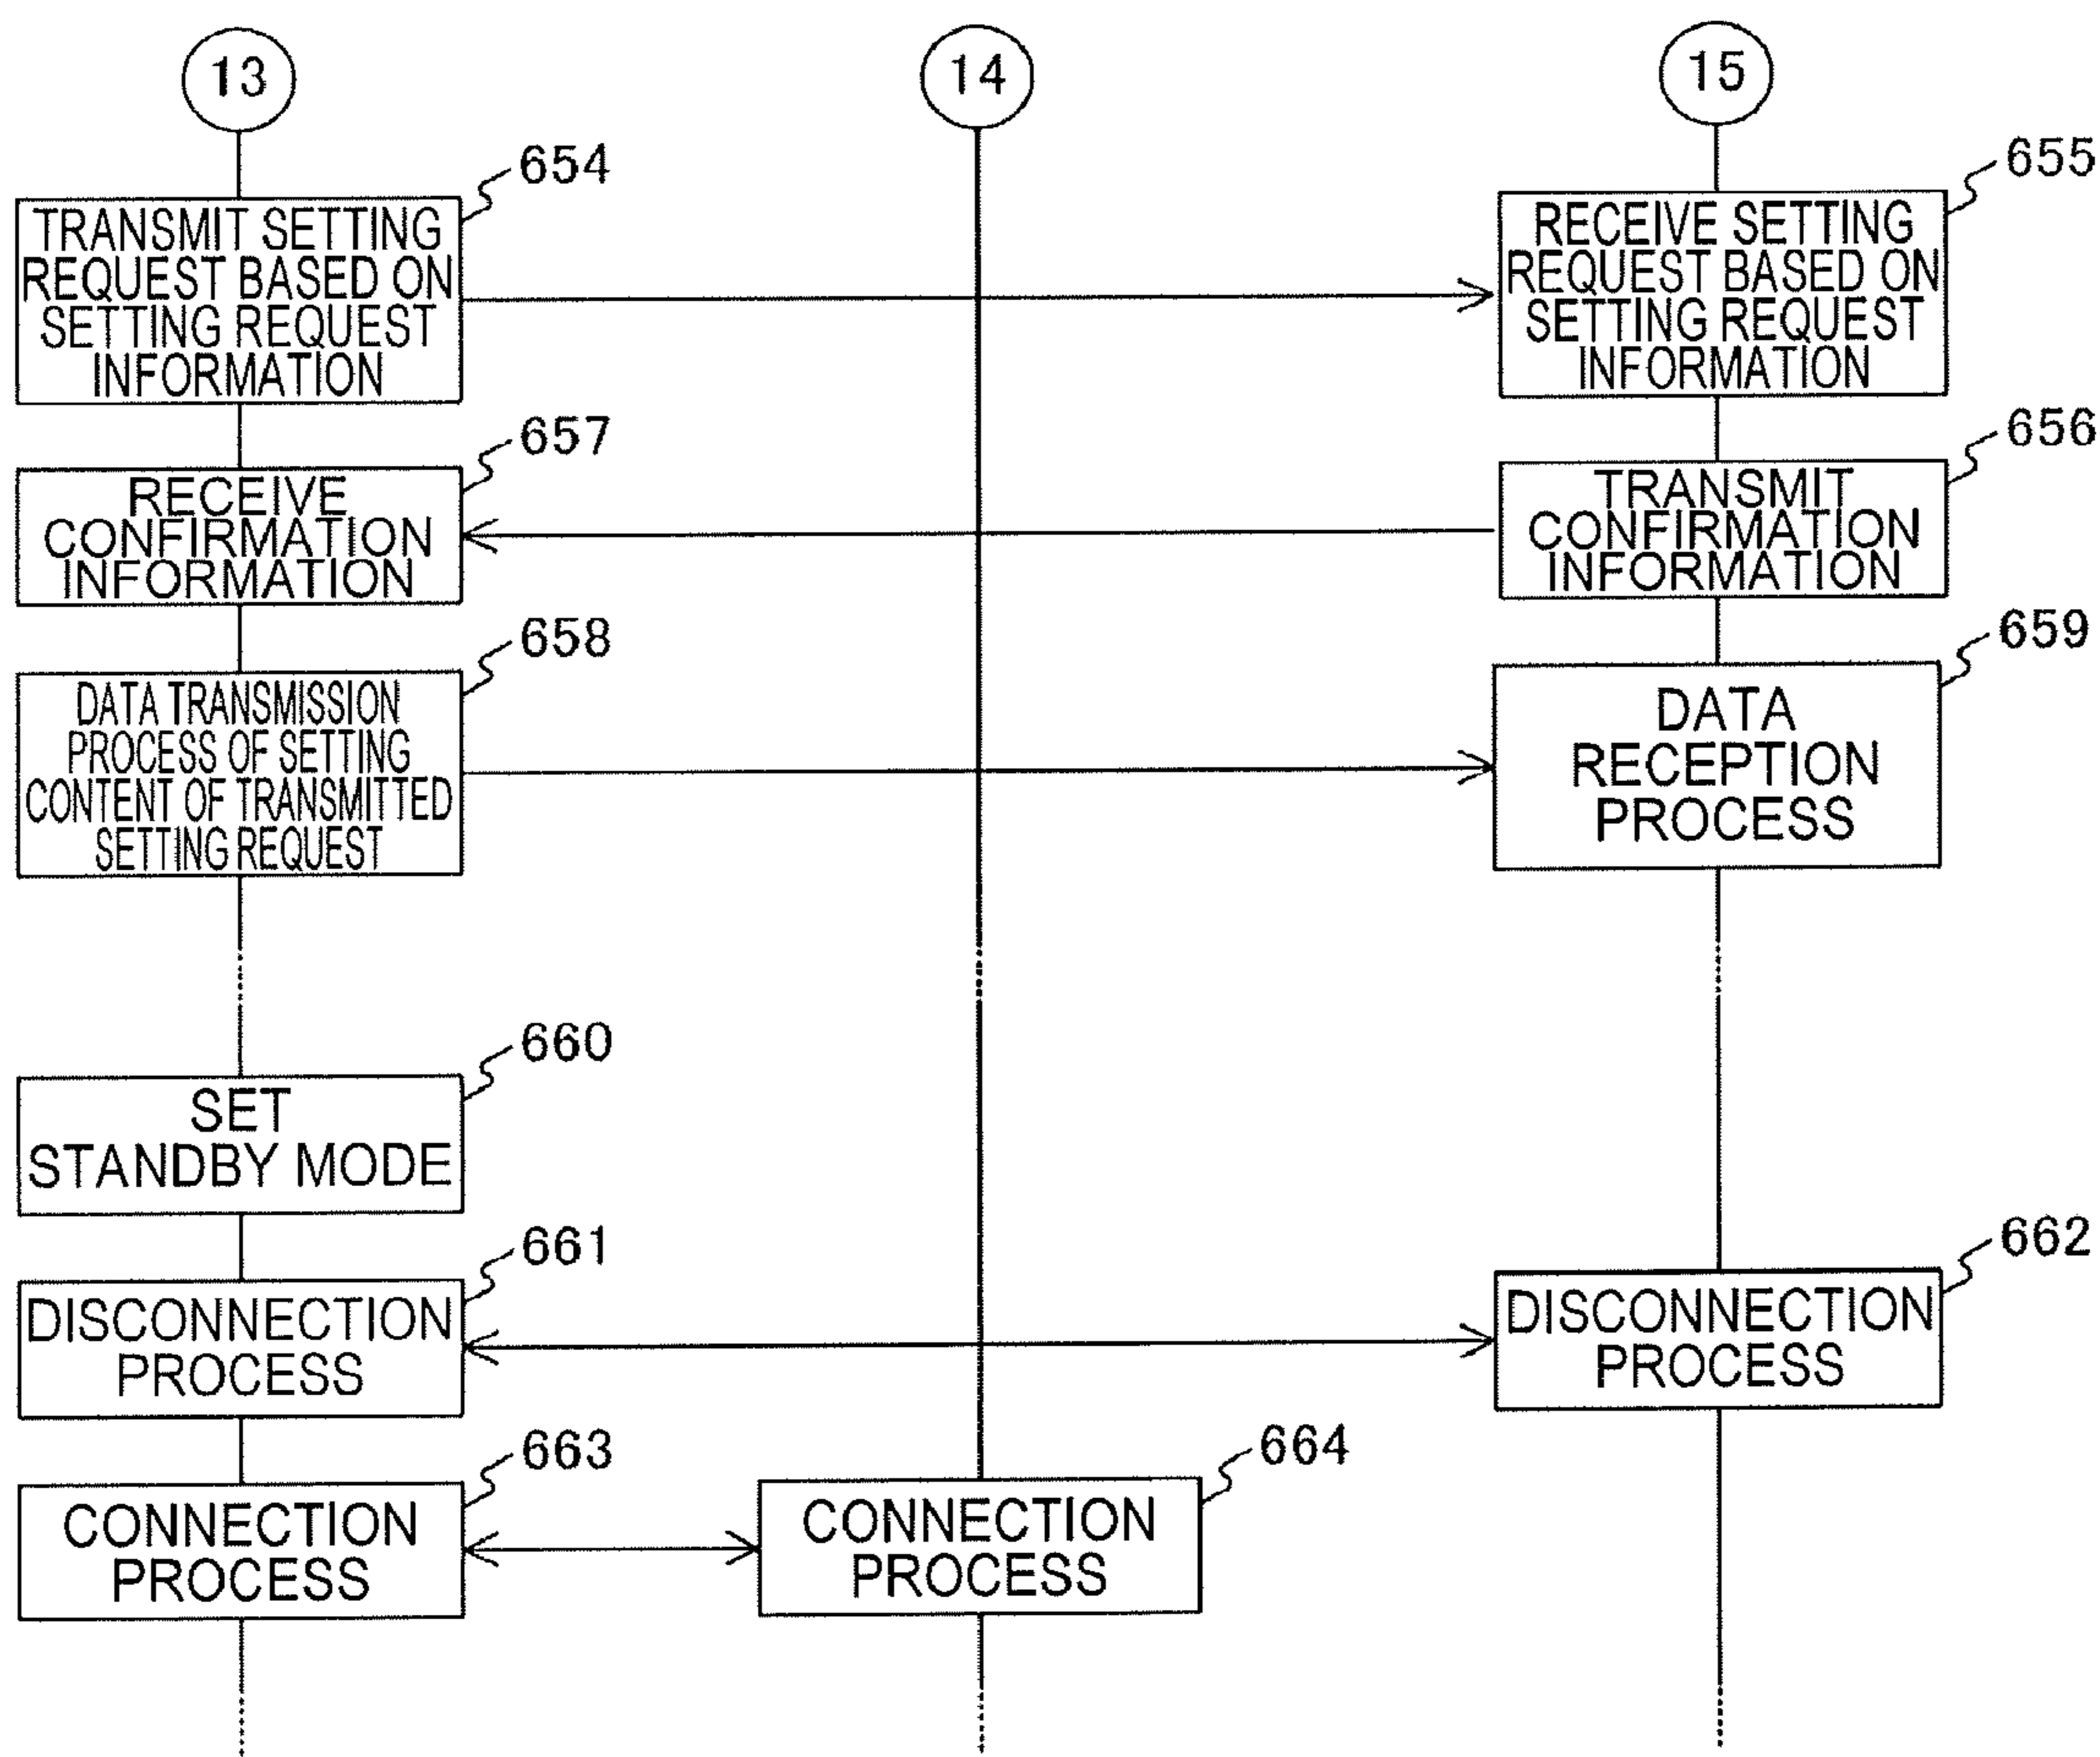 13
14
15
654
TRANSMIT SETTING
REQUEST BASED ON
SETTING REQUEST
INFORMATION
655
RECEIVE SETTING
REQUEST BASED ON
SETTING REQUEST
INFORMATION
657
RECEIVE
CONFIRMATION
INFORMATION
656
TRANSMIT
CONFIRMATION
INFORMATION
658
DATA TRANSMISSION
PROCESS OF SETTING
CONTENT OF TRANSMITTED
SETTING REQUEST
659
DATA
RECEPTION
PROCESS
660
SET
STANDBY MODE
661
DISCONNECTION
PROCESS
662
DISCONNECTION
PROCESS
663
CONNECTION
PROCESS
664
CONNECTION
PROCESS